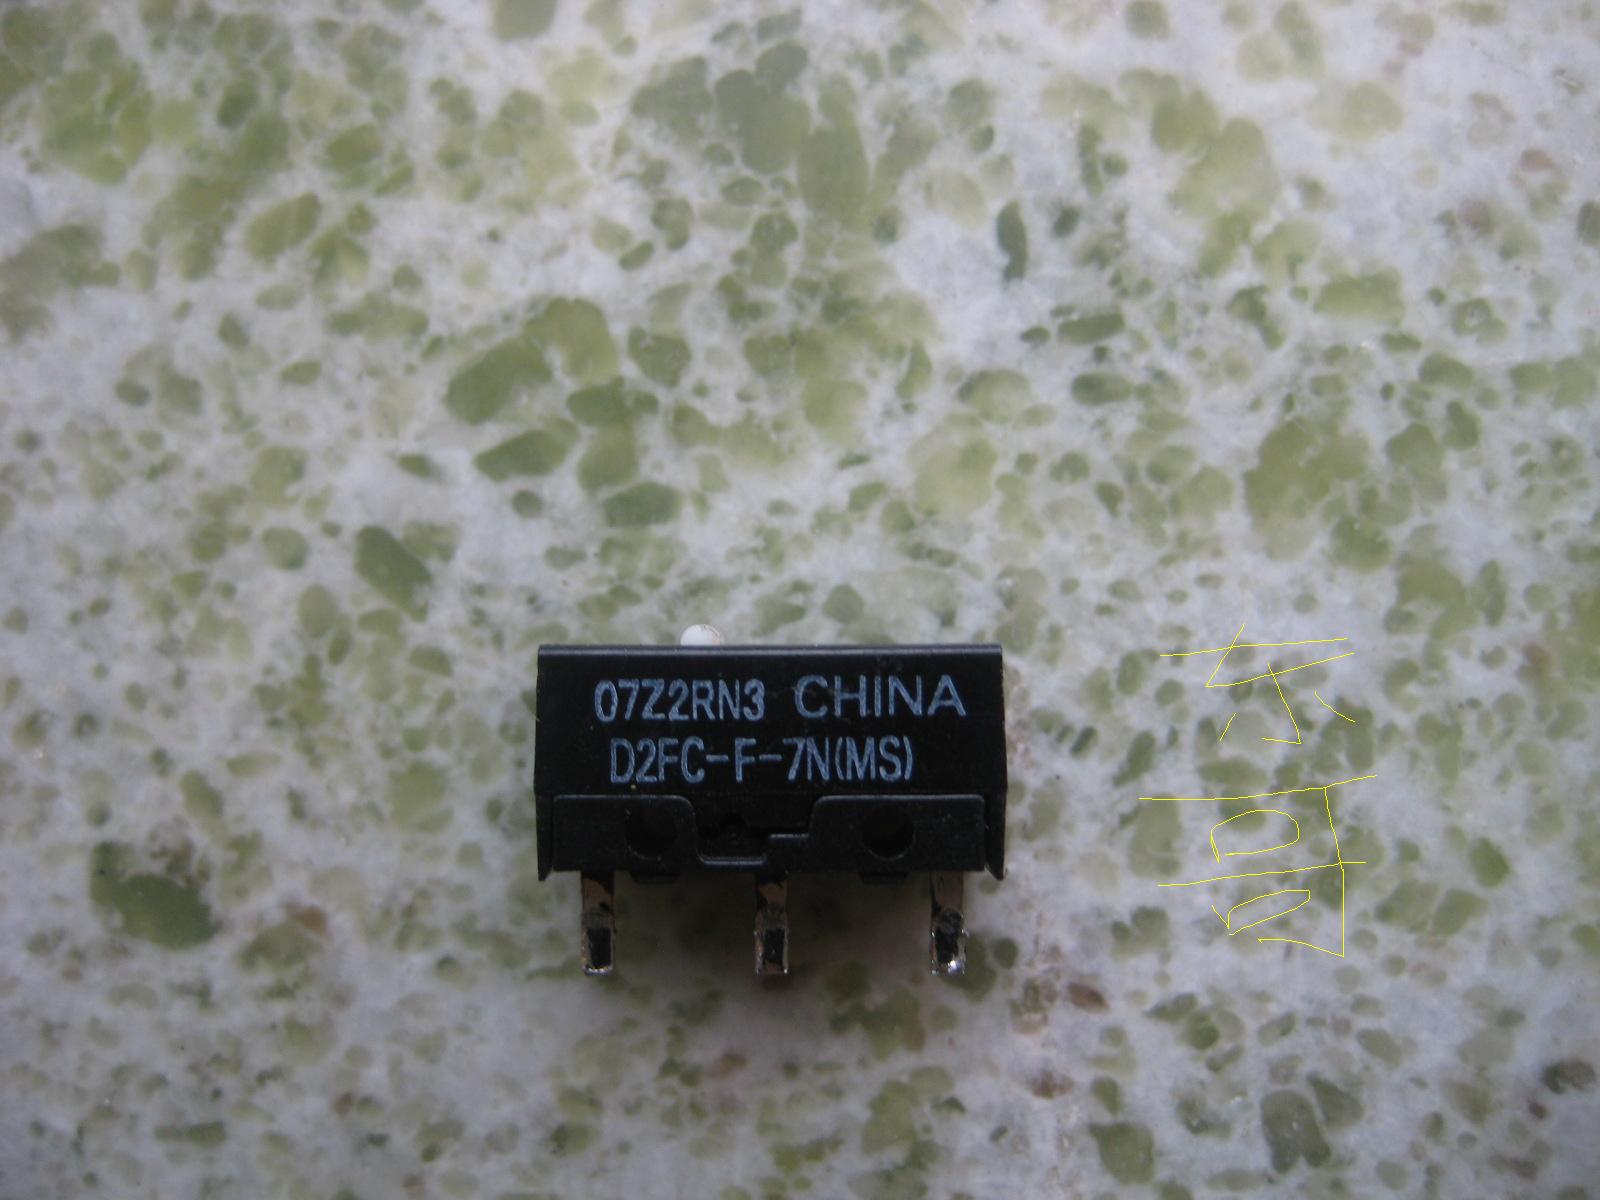 07Z2RN3 CHINA
D2FC-F-7N(MS)
东
哥